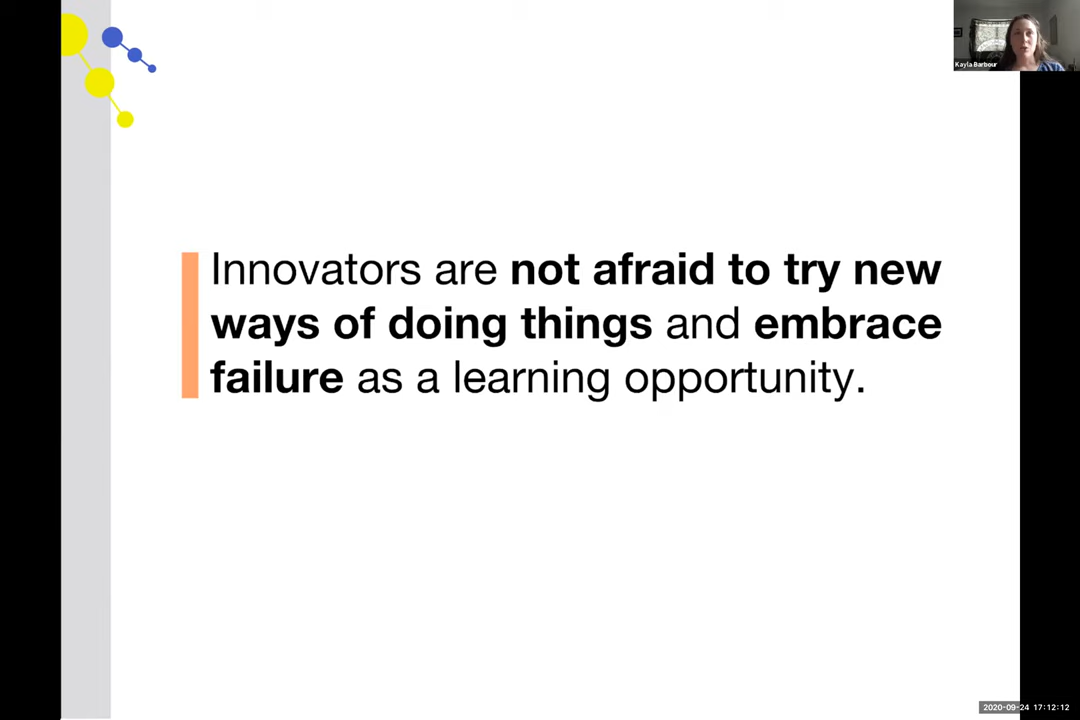 Kayla Barbour
Innovators are not afraid to try new
ways of doing things and embrace
failure as a learning opportunity.
2020-09-24 17:12:12